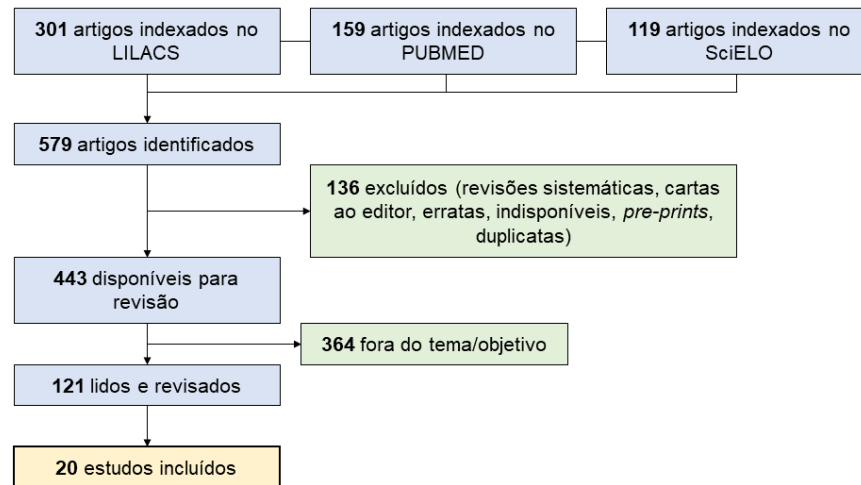 301 artigos indexados no
LILACS
159 artigos indexados no
PUBMED
119 artigos indexados no
SciELO
579 artigos identificados
136 excluídos (revisões sistemáticas, cartas
ao editor, erratas, indisponíveis, pre-prints,
duplicatas)
443 disponíveis para
revisão
364 fora do tema/objetivo
121 lidos e revisados
20 estudos incluídos